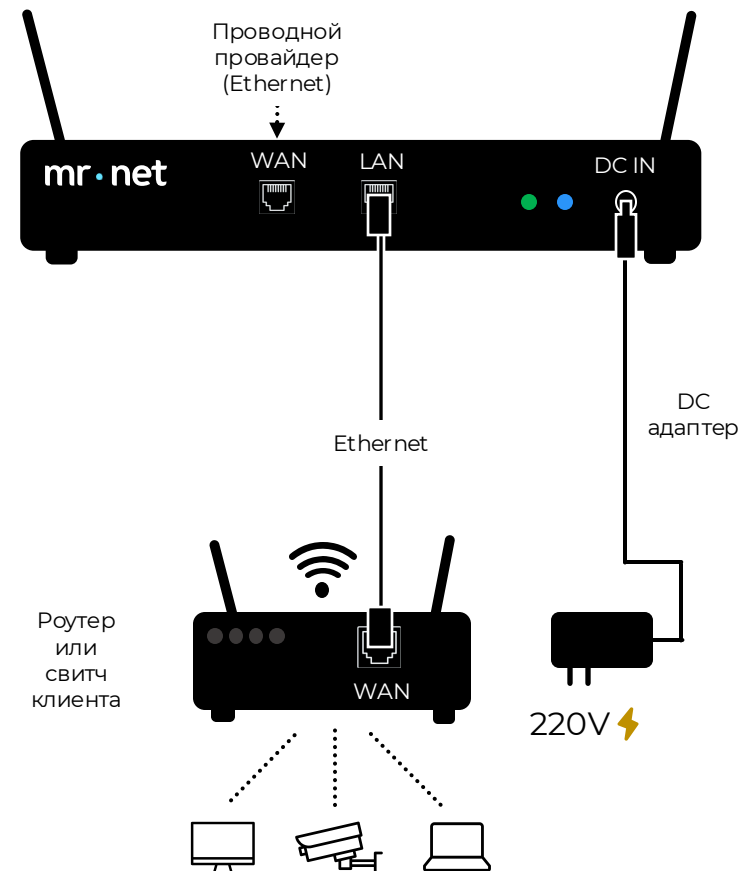 Проводной
провайдер
(Ethernet)
mr·net
WAN
LAN
DC IN
DC
адаптер
Ethernet
Роутер
или
свитч
клиента
WAN
220V